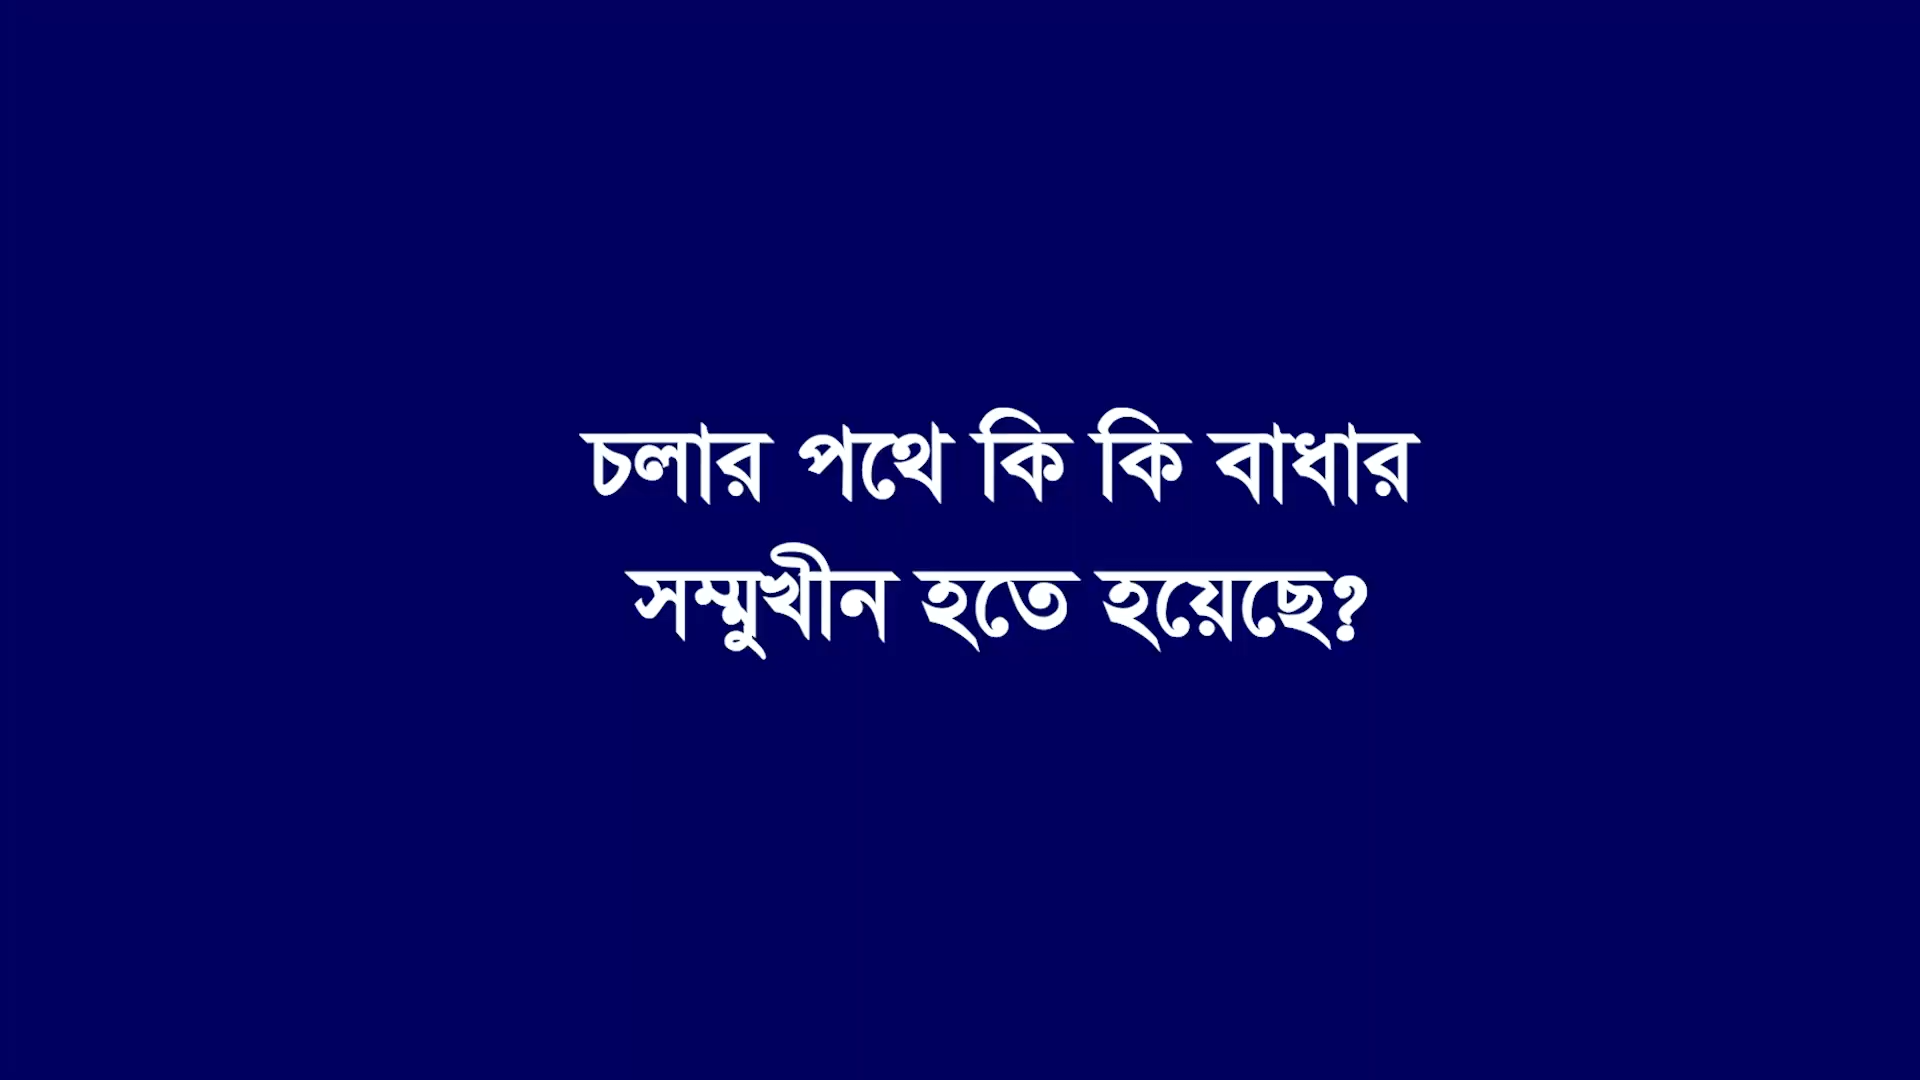 চলার পথে কি কি বাধার
সম্মুখীন হতে হয়েছে?